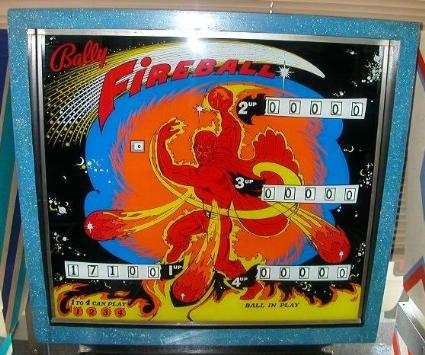 Bally
FIREBALL
2UP 00000
0
3UP 00000
17100 1UP
4UP 00000
1 TO 4 CAN PLAY
1 2 3 4
BALL IN PLAY